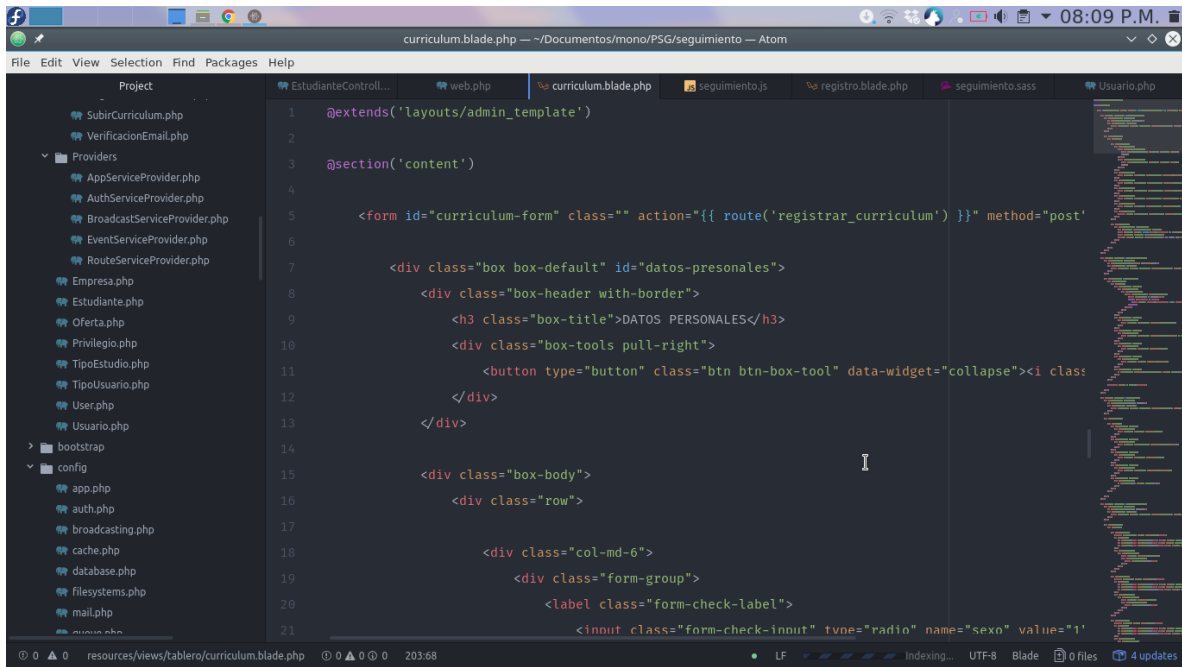 08:09 P.M.
curriculum.blade.php — ~/Documentos/mono/PSG/seguimiento — Atom
File Edit View Selection Find Packages Help
Project
EstudianteControll... web.php curriculum.blade.php seguimiento.js registro.blade.php seguimiento.sass Usuario.php
SubirCurriculum.php
VerificacionEmail.php
Providers
AppServiceProvider.php
AuthServiceProvider.php
BroadcastServiceProvider.php
EventServiceProvider.php
RouteServiceProvider.php
Empresa.php
Estudiante.php
Oferta.php
Privilegio.php
TipoEstudio.php
TipoUsuario.php
User.php
Usuario.php
bootstrap
config
app.php
auth.php
broadcasting.php
cache.php
database.php
filesystems.php
mail.php
queue.php
1 @extends('layouts/admin_template')
2
3 @section('content')
4
5 <form id="curriculum-form" class="" action="{{ route('registrar_curriculum') }}" method="post"
6
7 <div class="box box-default" id="datos-presonales">
8 <div class="box-header with-border">
9 <h3 class="box-title">DATOS PERSONALES</h3>
10 <div class="box-tools pull-right">
11 <button type="button" class="btn btn-box-tool" data-widget="collapse"><i class
12 </div>
13 </div>
14
15 <div class="box-body">
16 <div class="row">
17
18 <div class="col-md-6">
19 <div class="form-group">
20 <label class="form-check-label">
21 <input class="form-check-input" type="radio" name="sexo" value="1"
0 0 resources/views/tablero/curriculum.blade.php 0 0 0 203:68 LF Indexing... UTF-8 Blade 0 files 4 updates